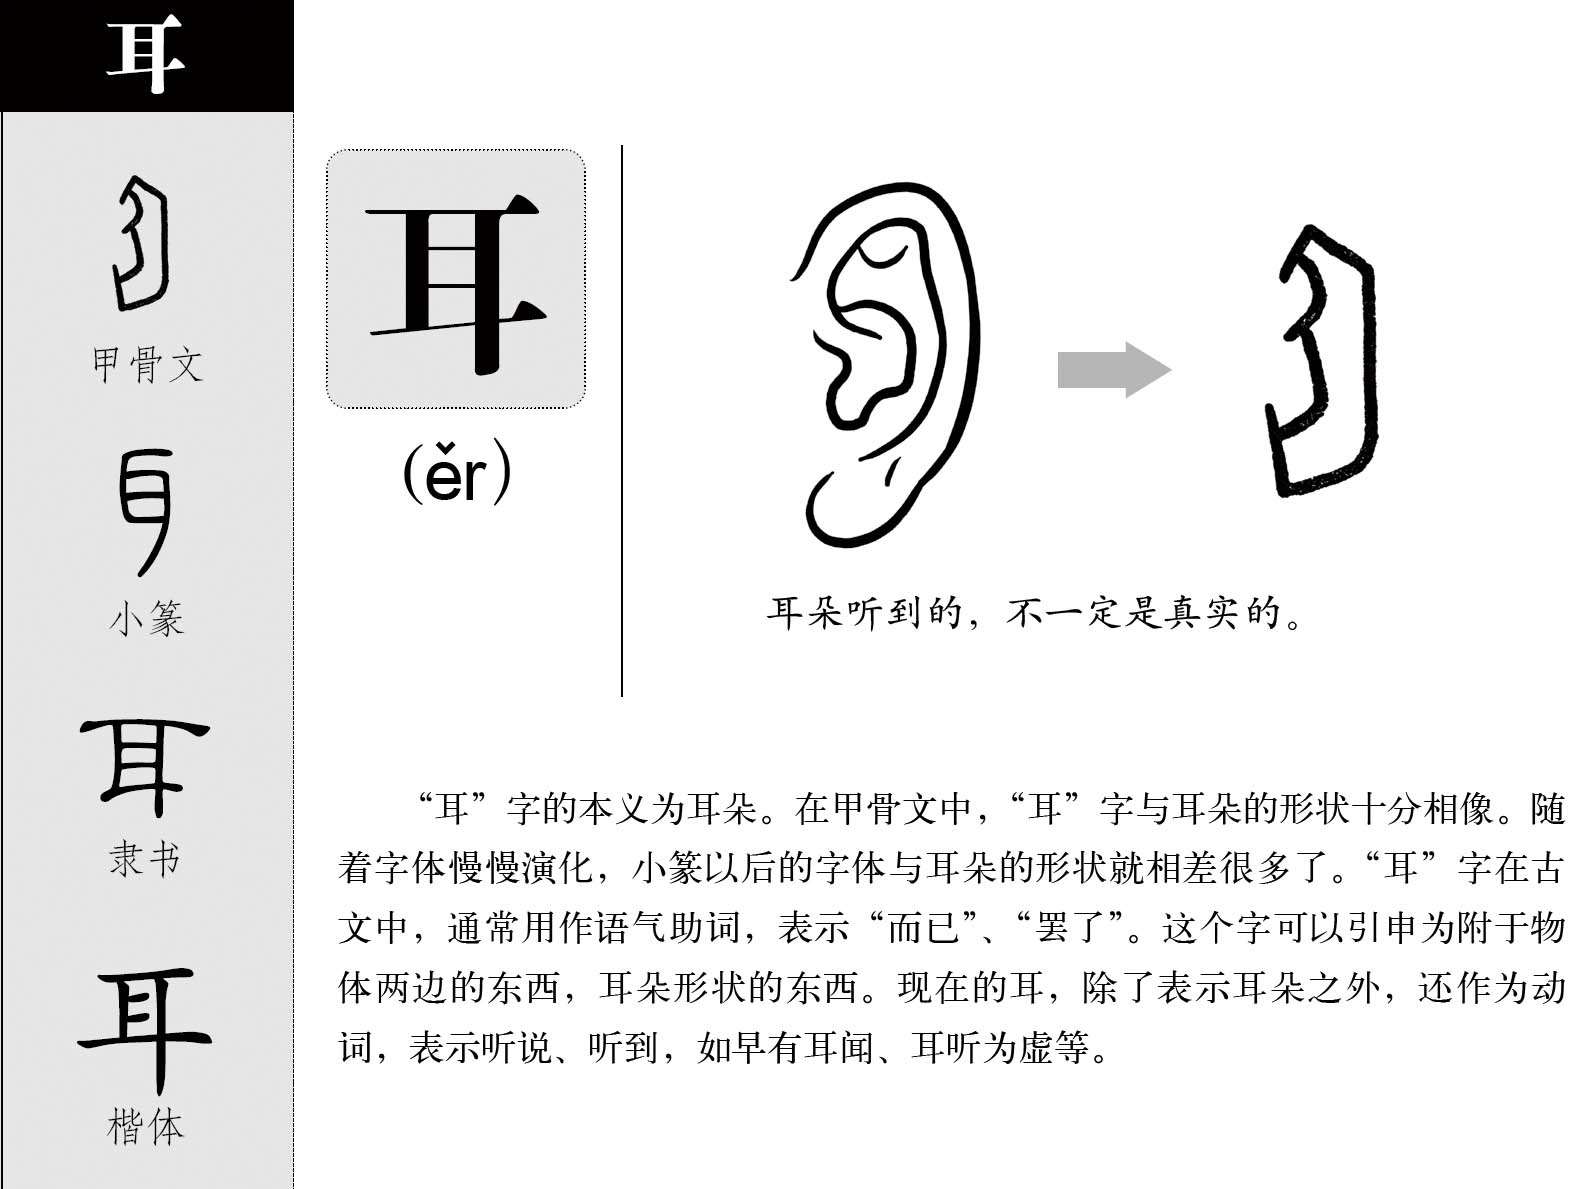 耳
甲骨文
小篆
隶书
楷体
耳
（ěr）
耳朵听到的，不一定是真实的。
“耳”字的本义为耳朵。在甲骨文中，“耳”字与耳朵的形状十分相像。随
着字体慢慢演化，小篆以后的字体与耳朵的形状就相差很多了。“耳”字在古
文中，通常用作语气助词，表示“而已”、“罢了”。这个字可以引申为附于物
体两边的东西，耳朵形状的东西。现在的耳，除了表示耳朵之外，还作为动
词，表示听说、听到，如早有耳闻、耳听为虚等。